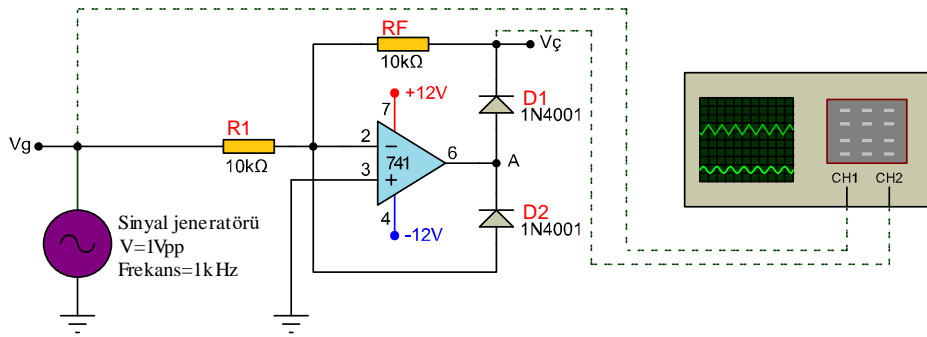 RF
10kΩ
Vç
+12V
7
D1
1N4001
R1
10kΩ
Vg
2
741
3
6
A
4
-12V
D2
1N4001
CH1 CH2
Sinyal jeneratörü
V=1Vpp
Frekans=1kHz